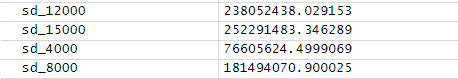 sd_12000 238052438.029153
sd_15000 252291483.346289
sd_4000 76605624.4999069
sd_8000 181494070.900025